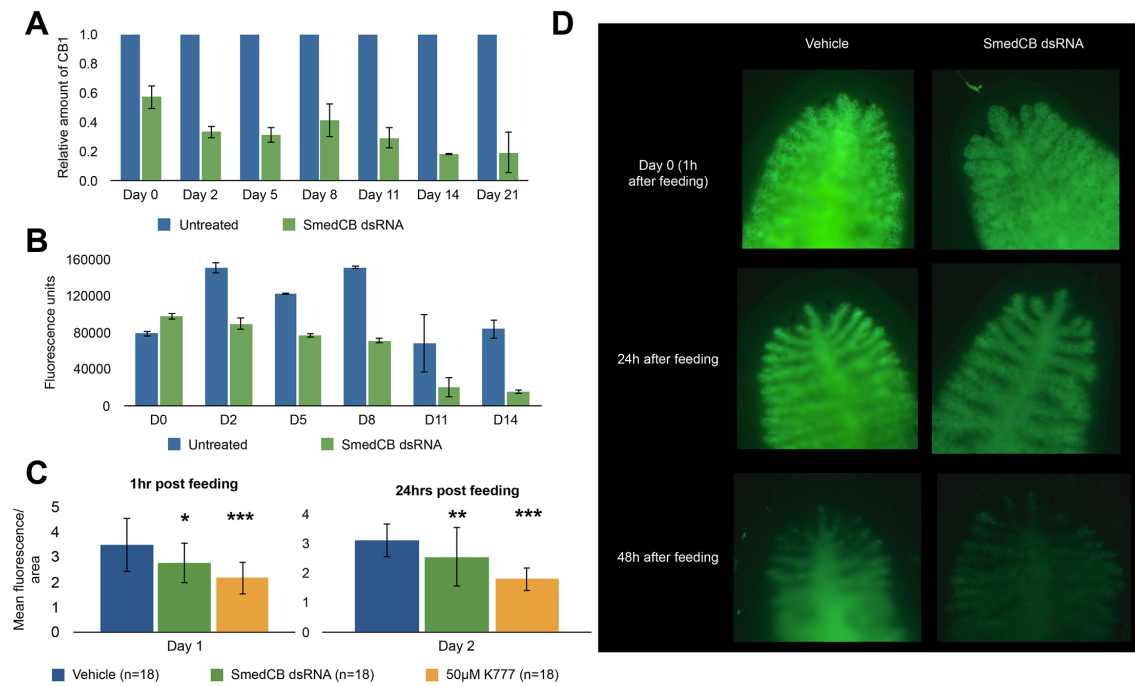 A
Relative amount of CB1
1.0
0.8
0.6
0.4
0.2
0.0
Day 0 Day 2 Day 5 Day 8 Day 11 Day 14 Day 21
Untreated SmedCB dsRNA
B
Fluorescence units
160000
120000
80000
40000
0
D0 D2 D5 D8 D11 D14
Untreated SmedCB dsRNA
C
Mean fluorescence/
area
1hr post feeding
5
4
3
2
1
0
* ***
Day 1
24hrs post feeding
4
3
2
1
0
** ***
Day 2
Vehicle (n=18) SmedCB dsRNA (n=18) 50µM K777 (n=18)
D
Vehicle SmedCB dsRNA
Day 0 (1h
after feeding)
24h after feeding
48h after feeding